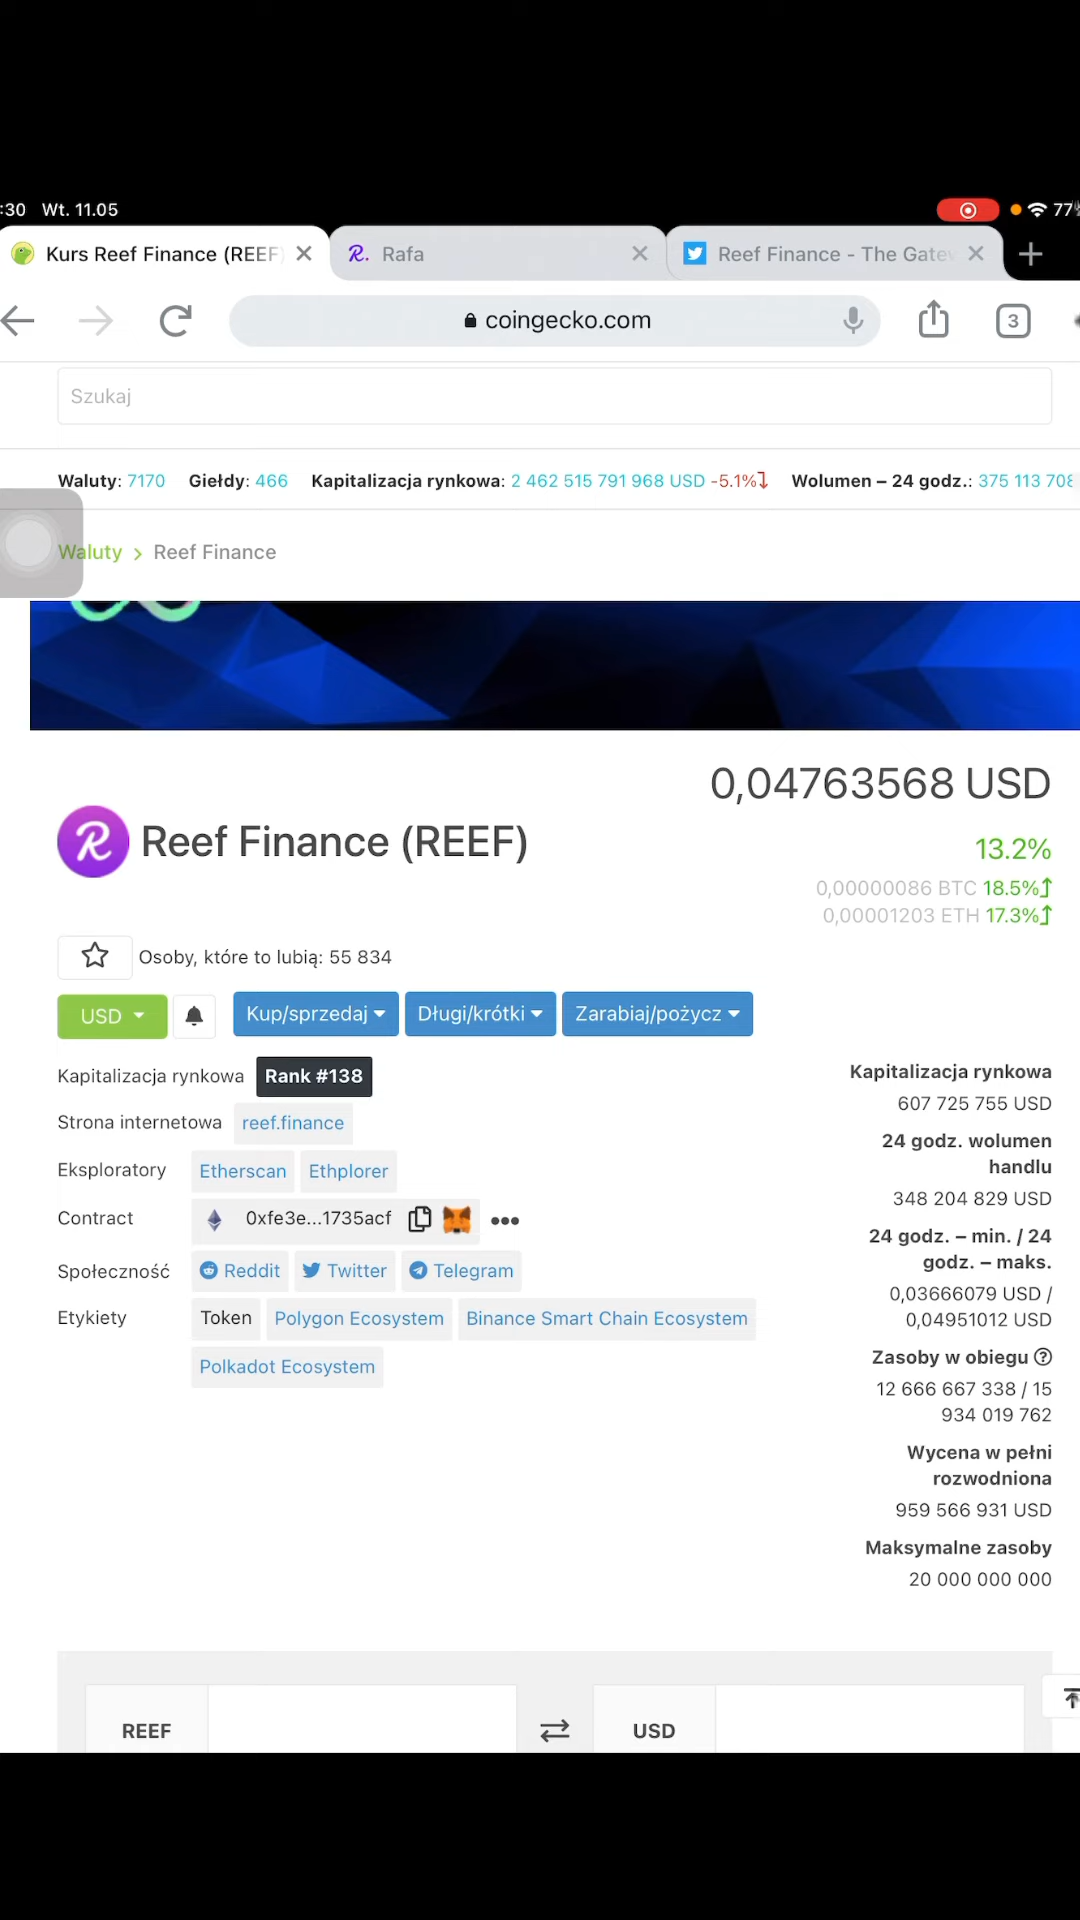 :30 Wt. 11.05 77%
Kurs Reef Finance (REEF) Rafa Reef Finance - The Gatew
coingecko.com 3
Szukaj
Waluty: 7170 Giełdy: 466 Kapitalizacja rynkowa: 2 462 515 791 968 USD -5.1% Wolumen – 24 godz.: 375 113 708
Waluty > Reef Finance
0,04763568 USD
R Reef Finance (REEF)
13.2%
0,00000086 BTC 18.5%
0,00001203 ETH 17.3%
Osoby, które to lubią: 55 834
USD Kup/sprzedaj Długi/krótki Zarabiaj/pożycz
Kapitalizacja rynkowa Rank #138
Strona internetowa reef.finance
Eksploratory Etherscan Ethplorer
Contract 0xfe3e...1735acf
Społeczność Reddit Twitter Telegram
Etykiety Token Polygon Ecosystem Binance Smart Chain Ecosystem
Polkadot Ecosystem
Kapitalizacja rynkowa
607 725 755 USD
24 godz. wolumen
handlu
348 204 829 USD
24 godz. – min. / 24
godz. – maks.
0,03666079 USD /
0,04951012 USD
Zasoby w obiegu ?
12 666 667 338 / 15
934 019 762
Wycena w pełni
rozwodniona
959 566 931 USD
Maksymalne zasoby
20 000 000 000
REEF USD